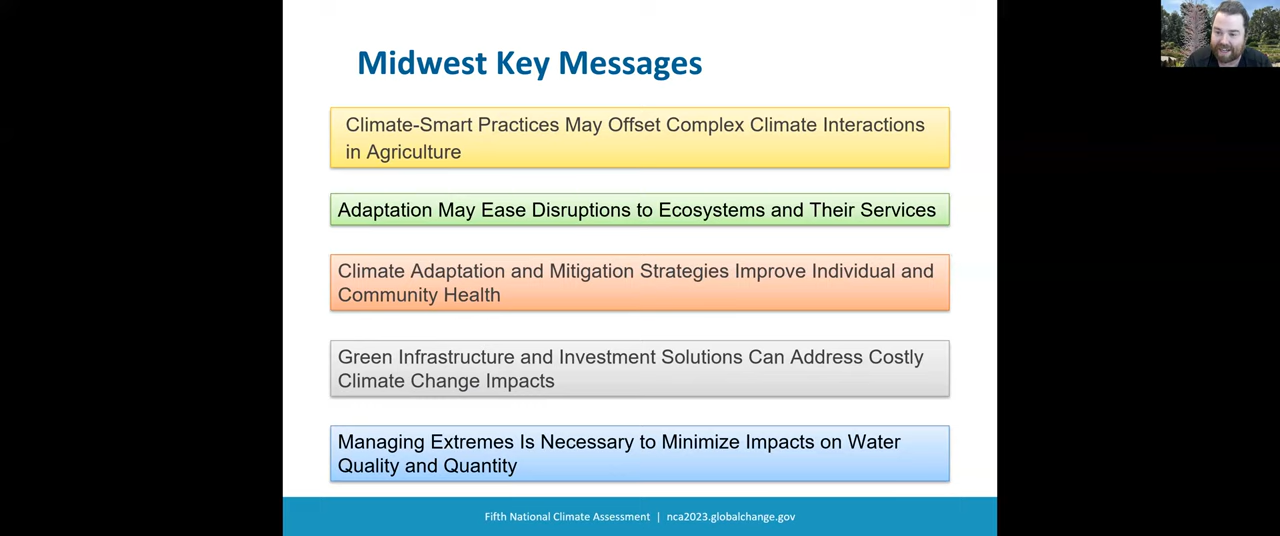 Midwest Key Messages
Climate-Smart Practices May Offset Complex Climate Interactions
in Agriculture
Adaptation May Ease Disruptions to Ecosystems and Their Services
Climate Adaptation and Mitigation Strategies Improve Individual and
Community Health
Green Infrastructure and Investment Solutions Can Address Costly
Climate Change Impacts
Managing Extremes Is Necessary to Minimize Impacts on Water
Quality and Quantity
Fifth National Climate Assessment | nca2023.globalchange.gov